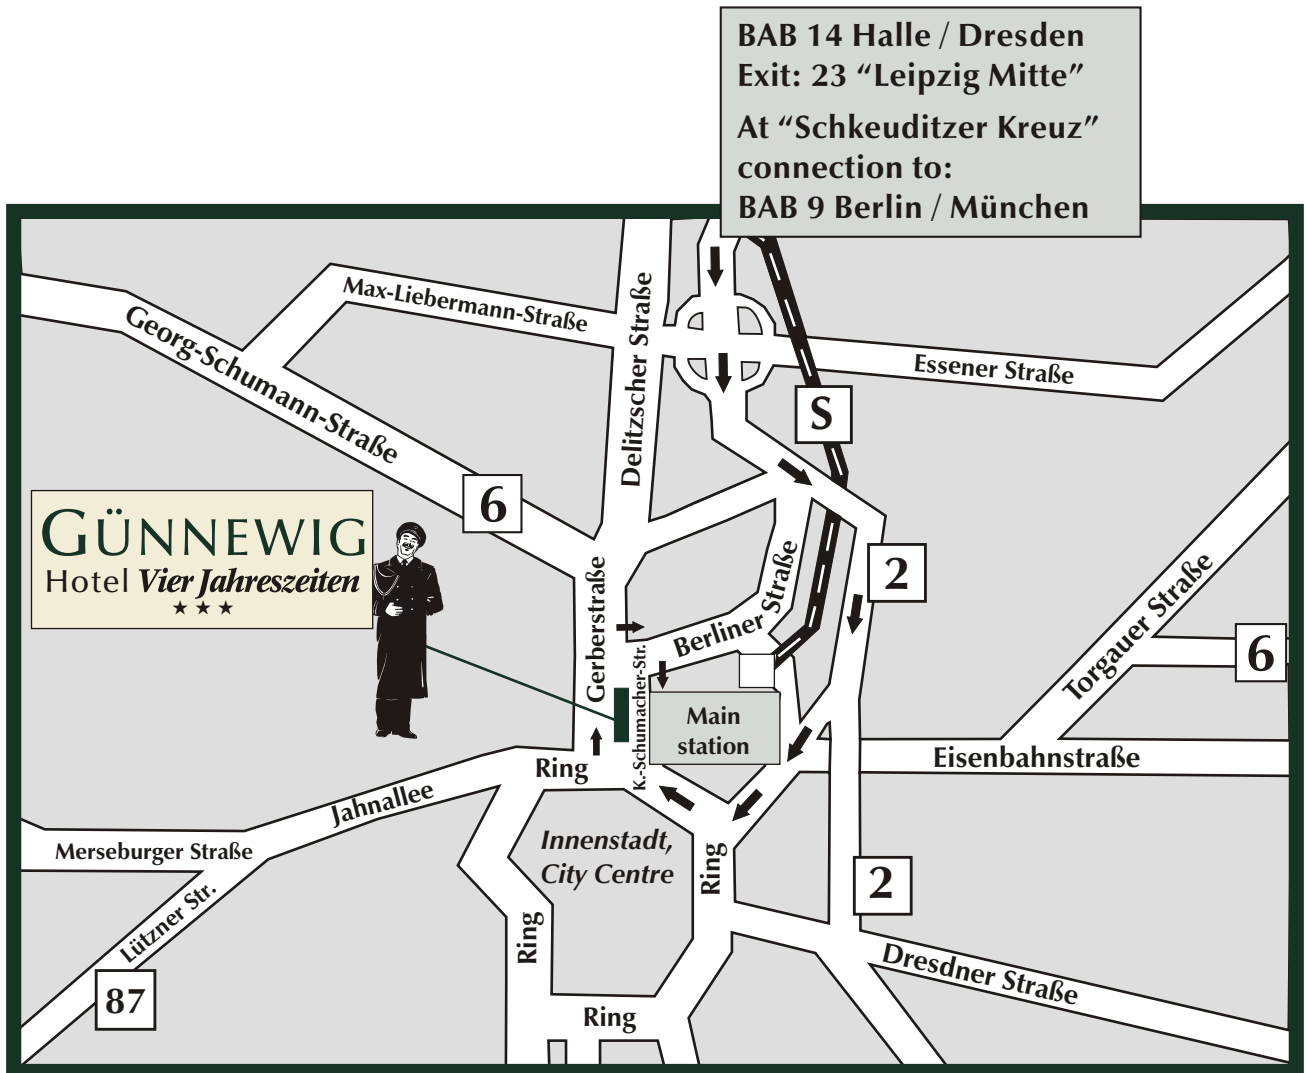 BAB 14 Halle / Dresden
Exit: 23 “Leipzig Mitte”
At “Schkeuditzer Kreuz”
connection to:
BAB 9 Berlin / München
Max-Liebermann-Straße
Georg-Schumann-Straße
Delitzscher Straße
Essener Straße
S
6
GÜNNEWIG
Hotel Vier Jahreszeiten
★ ★ ★
2
Gerberstraße
Berliner Straße
Torgauer Straße
6
K.-Schumacher-Str.
Main
station
Eisenbahnstraße
Ring
Jahnallee
Merseburger Straße
Innenstadt,
City Centre
Ring
2
Lützner Str.
87
Ring
Dresdner Straße
Ring